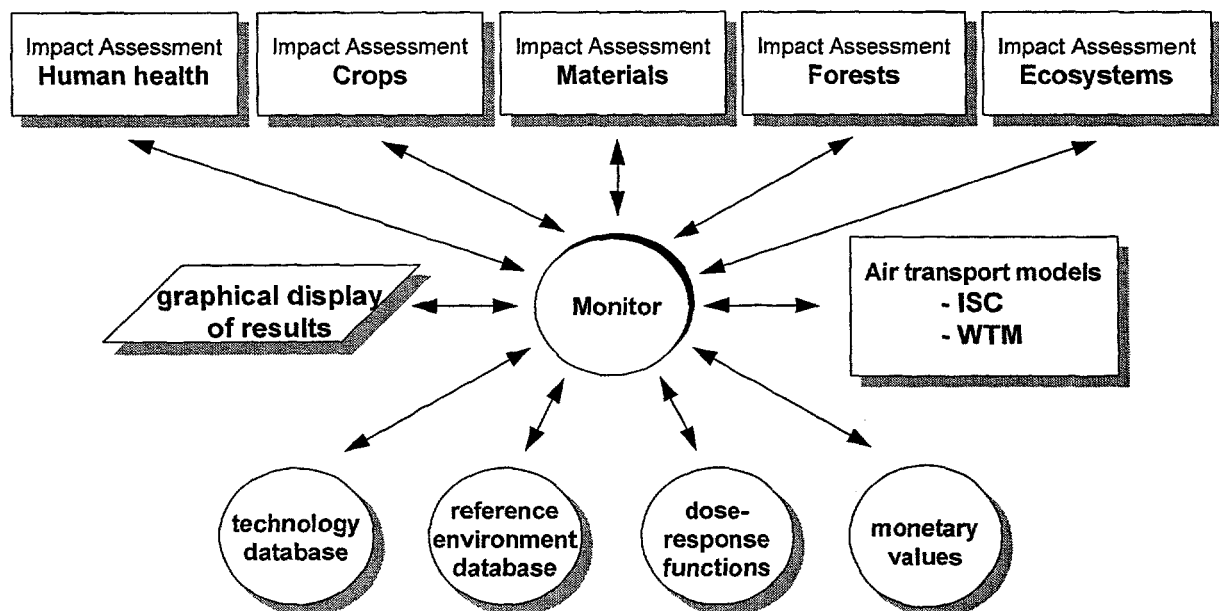 Impact Assessment
Human health
Impact Assessment
Crops
Impact Assessment
Materials
Impact Assessment
Forests
Impact Assessment
Ecosystems
graphical display
of results
Monitor
Air transport models
- ISC
- WTM
technology
database
reference
environment
database
dose-
response
functions
monetary
values